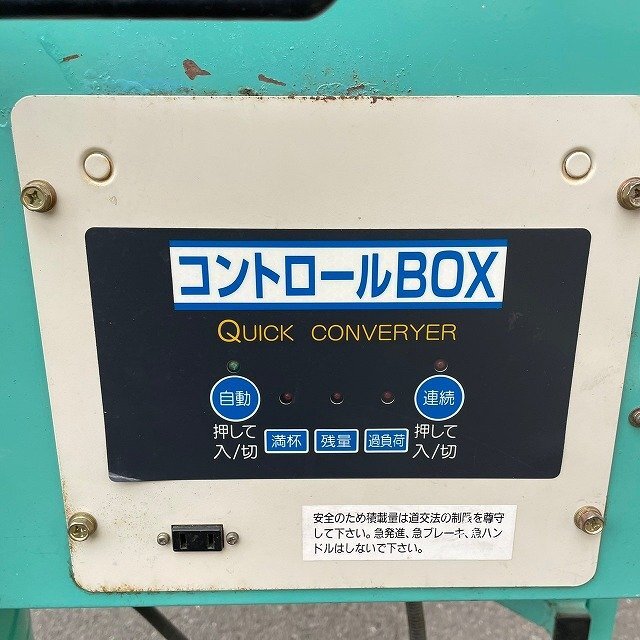 コントロールBOX
QUICK CONVERYER
自動
連続
押して
入/切
満杯
残量
過負荷
押して
入/切
安全のため積載量は道交法の制限を尊守
して下さい。急発進、急ブレーキ、急ハン
ドルはしないで下さい。